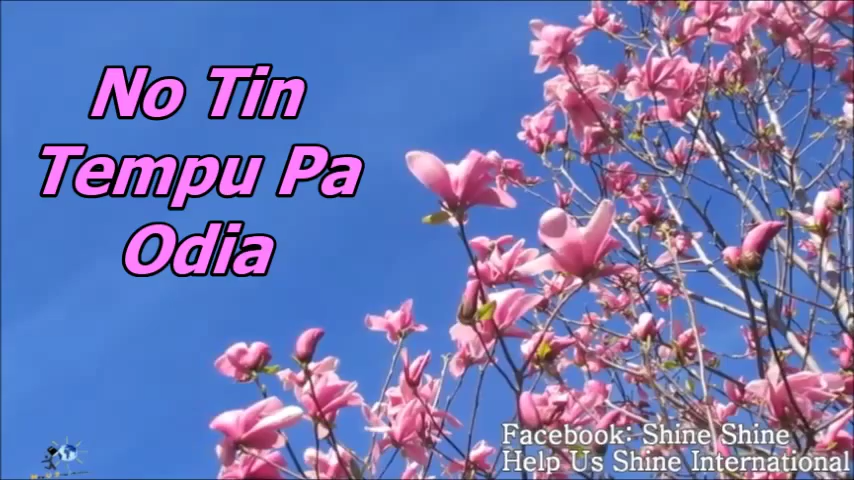 No Tin
Tempu Pa
Odia
Facebook: Shine Shine
Help Us Shine International